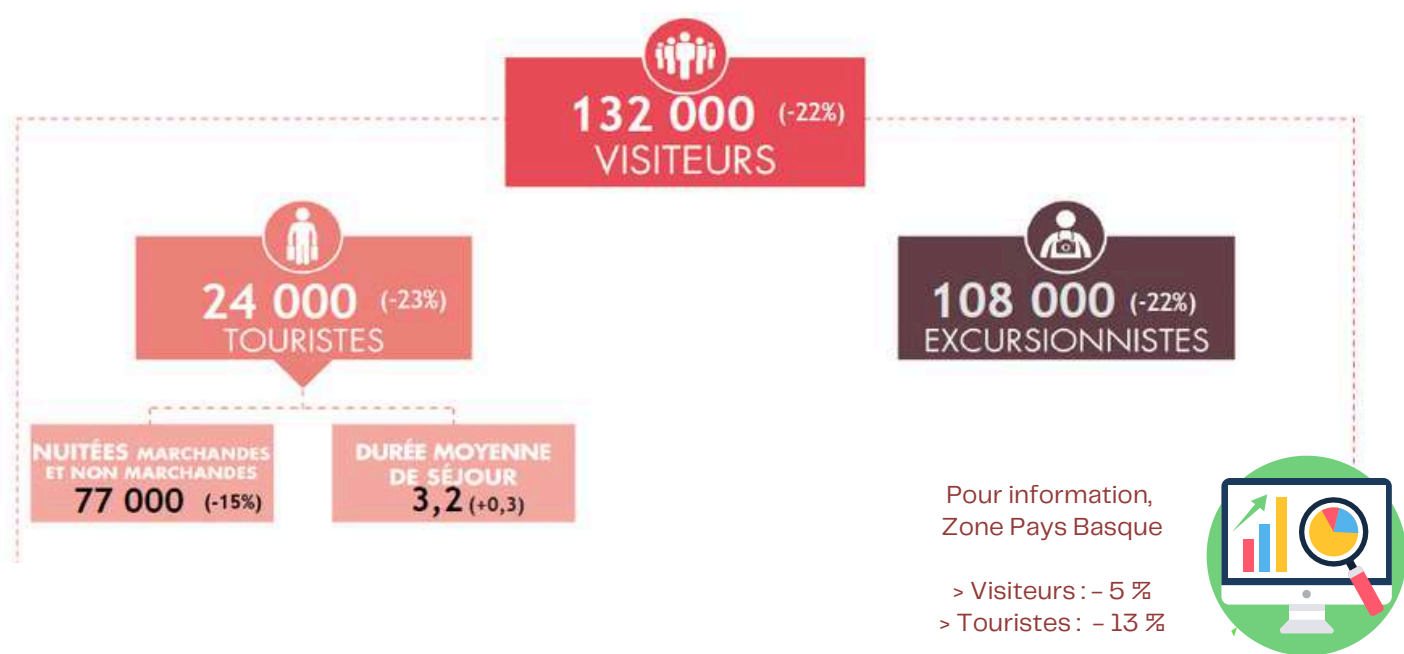 132 000 (-22%)
VISITEURS
24 000 (-23%)
TOURISTES
108 000 (-22%)
EXCURSIONNISTES
NUITÉES MARCHANDES
ET NON MARCHANDES
77 000 (-15%)
DURÉE MOYENNE
DE SÉJOUR
3,2 (+0,3)
Pour information,
Zone Pays Basque
> Visiteurs : - 5 %
> Touristes : - 13 %